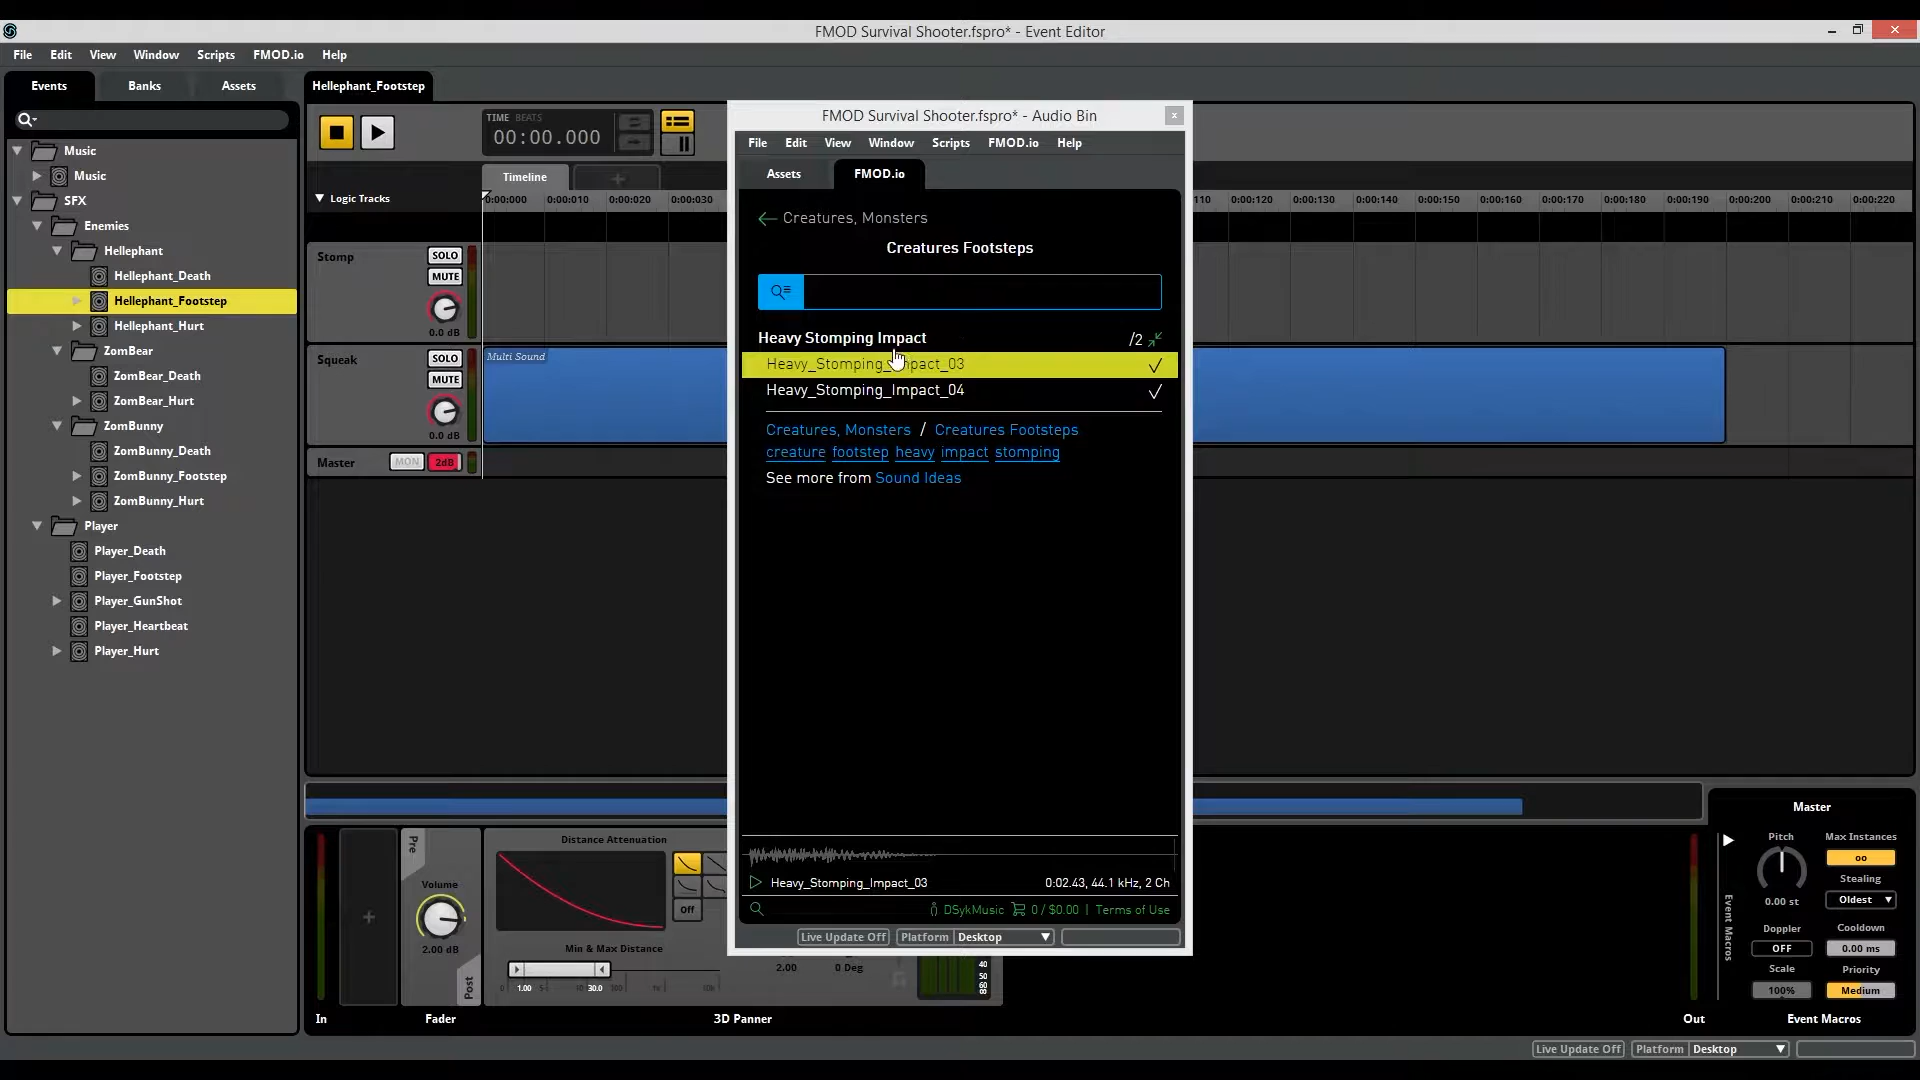 FMOD Survival Shooter.fspro* - Event Editor
File Edit View Window Scripts FMOD.io Help
Events Banks Assets
Hellephant_Footstep
Music
Music
SFX
Enemies
Hellephant
Hellephant_Death
Hellephant_Footstep
Hellephant_Hurt
ZomBear
ZomBear_Death
ZomBear_Hurt
ZomBunny
ZomBunny_Death
ZomBunny_Footstep
ZomBunny_Hurt
Player
Player_Death
Player_Footstep
Player_GunShot
Player_Heartbeat
Player_Hurt
TIME BEATS
00:00.000
Timeline
Logic Tracks
0:00:000 0:00:010 0:00:020 0:00:030
110 0:00:120 0:00:130 0:00:140 0:00:150 0:00:160 0:00:170 0:00:180 0:00:190 0:00:200 0:00:210 0:00:220
Stomp SOLO
MUTE
0.0 dB
Squeak SOLO
MUTE
0.0 dB
Multi Sound
Master MON 2dB
FMOD Survival Shooter.fspro* - Audio Bin
File Edit View Window Scripts FMOD.io Help
Assets FMOD.io
Creatures, Monsters
Creatures Footsteps
Heavy Stomping Impact /2
Heavy_Stomping_Impact_03
Heavy_Stomping_Impact_04
Creatures, Monsters / Creatures Footsteps
creature footstep heavy impact stomping
See more from Sound Ideas
Heavy_Stomping_Impact_03 0:02.43, 44.1 kHz, 2 Ch
DSykMusic 0 / $0.00 | Terms of Use
Live Update Off Platform Desktop
Pre
Volume
2.00 dB
Post
In Fader
Distance Attenuation
Off
Min & Max Distance
1.00 30.0
2.00 0 Deg
40
50
60
3D Panner
Out
Master
Pitch Max Instances
0.00 st
Stealing
Oldest
Doppler
OFF
Cooldown
0.00 ms
Scale
100%
Priority
Medium
Event Macros
Event Macros
Live Update Off Platform Desktop